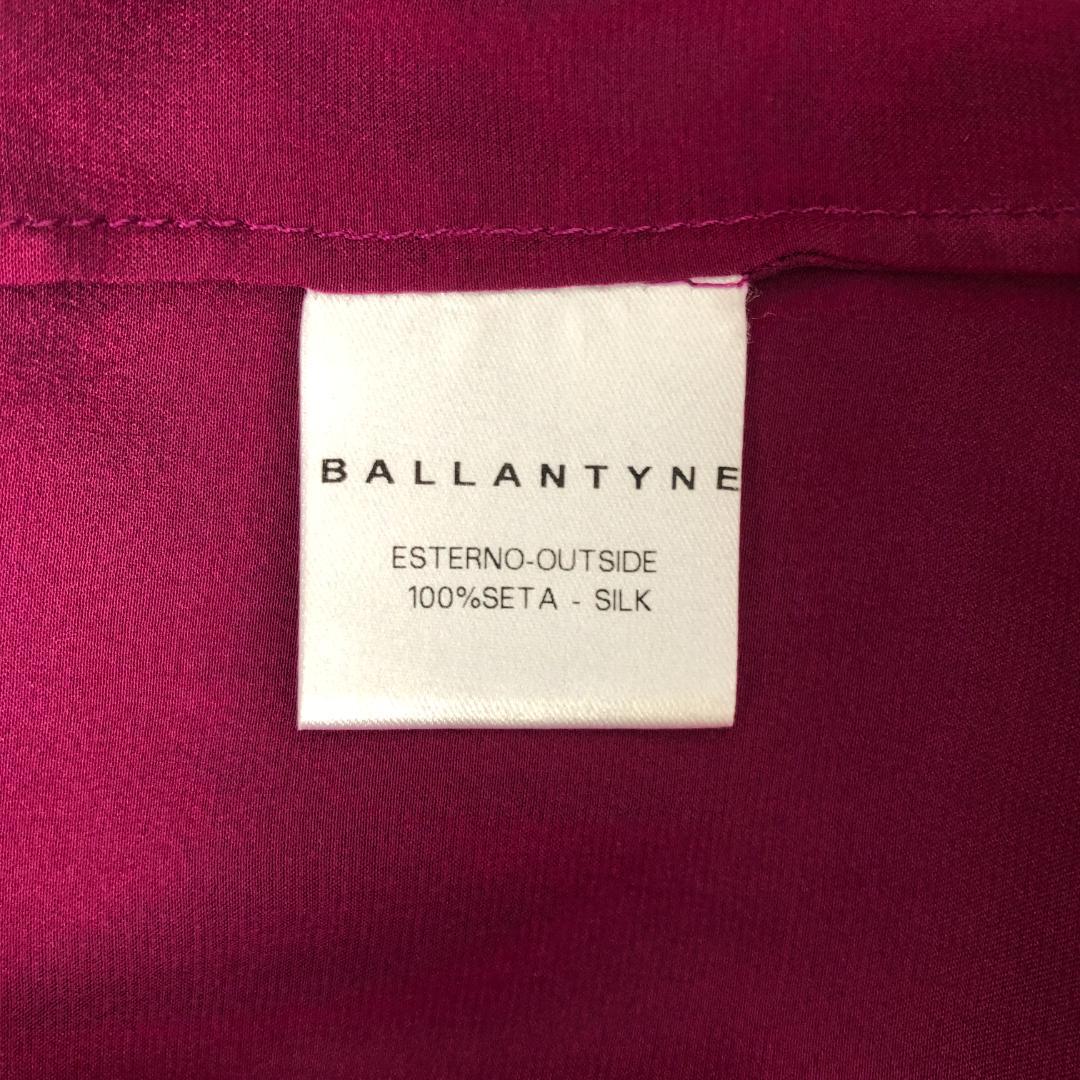 BALLANTYNE
ESTERNO-OUTSIDE
100%SETA - SILK